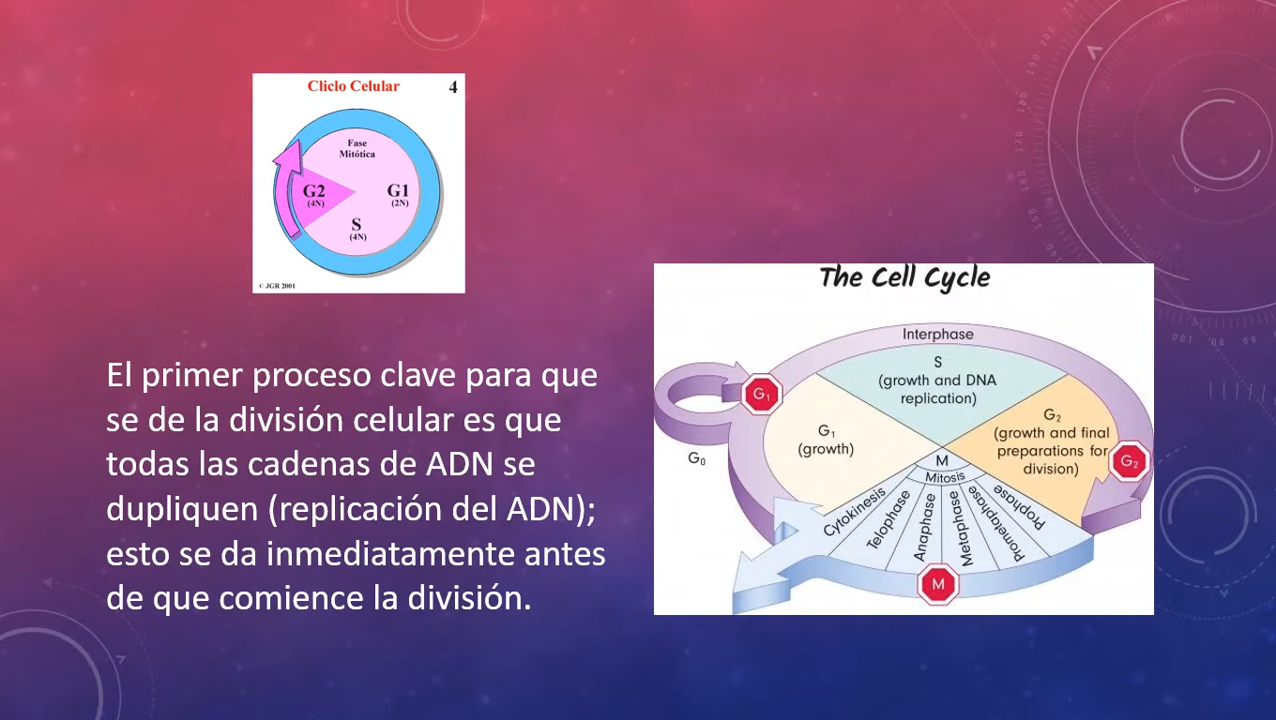 Cliclo Celular
4
Fase
Mitótica
G2
(4N)
G1
(2N)
S
(4N)
© JGR 2001
El primer proceso clave para que
se de la división celular es que
todas las cadenas de ADN se
dupliquen (replicación del ADN);
esto se da inmediatamente antes
de que comience la división.
The Cell Cycle
Interphase
S
(growth and DNA
replication)
G₁
G₀
G₁
(growth)
G₂
(growth and final
preparations for
division)
G₂
M
Mitosis
Cytokinesis
Telophase
Anaphase
Metaphase
Prometaphase
Prophase
M